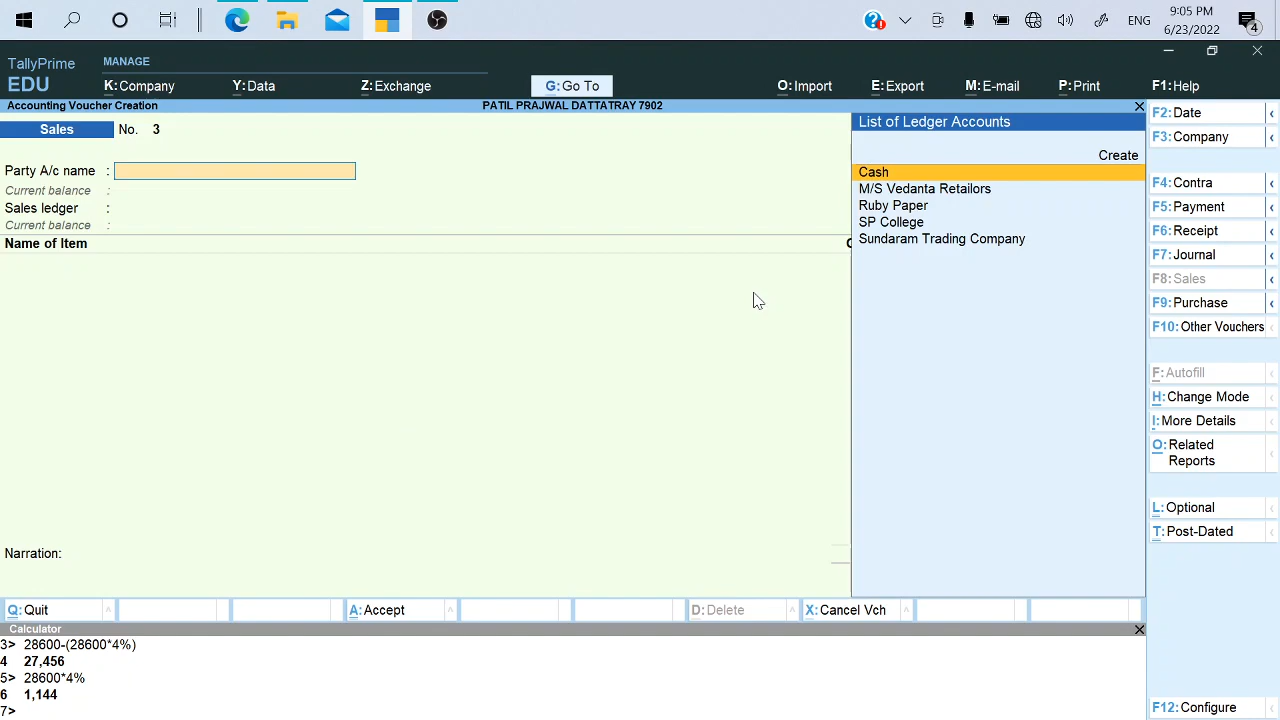 ENG
9:05 PM
6/23/2022
4
TallyPrime
EDU
MANAGE
K:Company
Y:Data
Z:Exchange
G:Go To
O:Import
E:Export
M:E-mail
P:Print
F1:Help
Accounting Voucher Creation
PATIL PRAJWAL DATTATRAY 7902
Sales No. 3
Party A/c name :
Current balance :
Sales ledger :
Current balance :
Name of Item
List of Ledger Accounts
Create
Cash
M/S Vedanta Retailors
Ruby Paper
SP College
Sundaram Trading Company
F2:Date
F3:Company
F4:Contra
F5:Payment
F6:Receipt
F7:Journal
F8:Sales
F9:Purchase
F10:Other Vouchers
F:Autofill
H:Change Mode
I:More Details
O:Related
Reports
L:Optional
T:Post-Dated
F12:Configure
Narration:
Q:Quit
A:Accept
D:Delete
X:Cancel Vch
Calculator
3> 28600-(28600*4%)
4 27,456
5> 28600*4%
6 1,144
7>